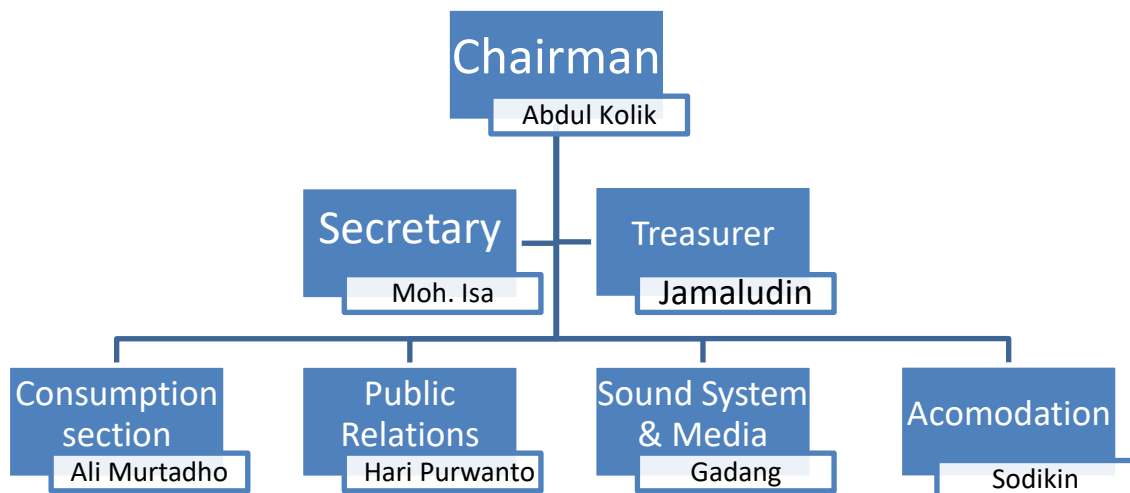 Chairman
Abdul Kolik
Secretary
Moh. Isa
Treasurer
Jamaludin
Consumption
section
Ali Murtadho
Public
Relations
Hari Purwanto
Sound System
& Media
Gadang
Acomodation
Sodikin